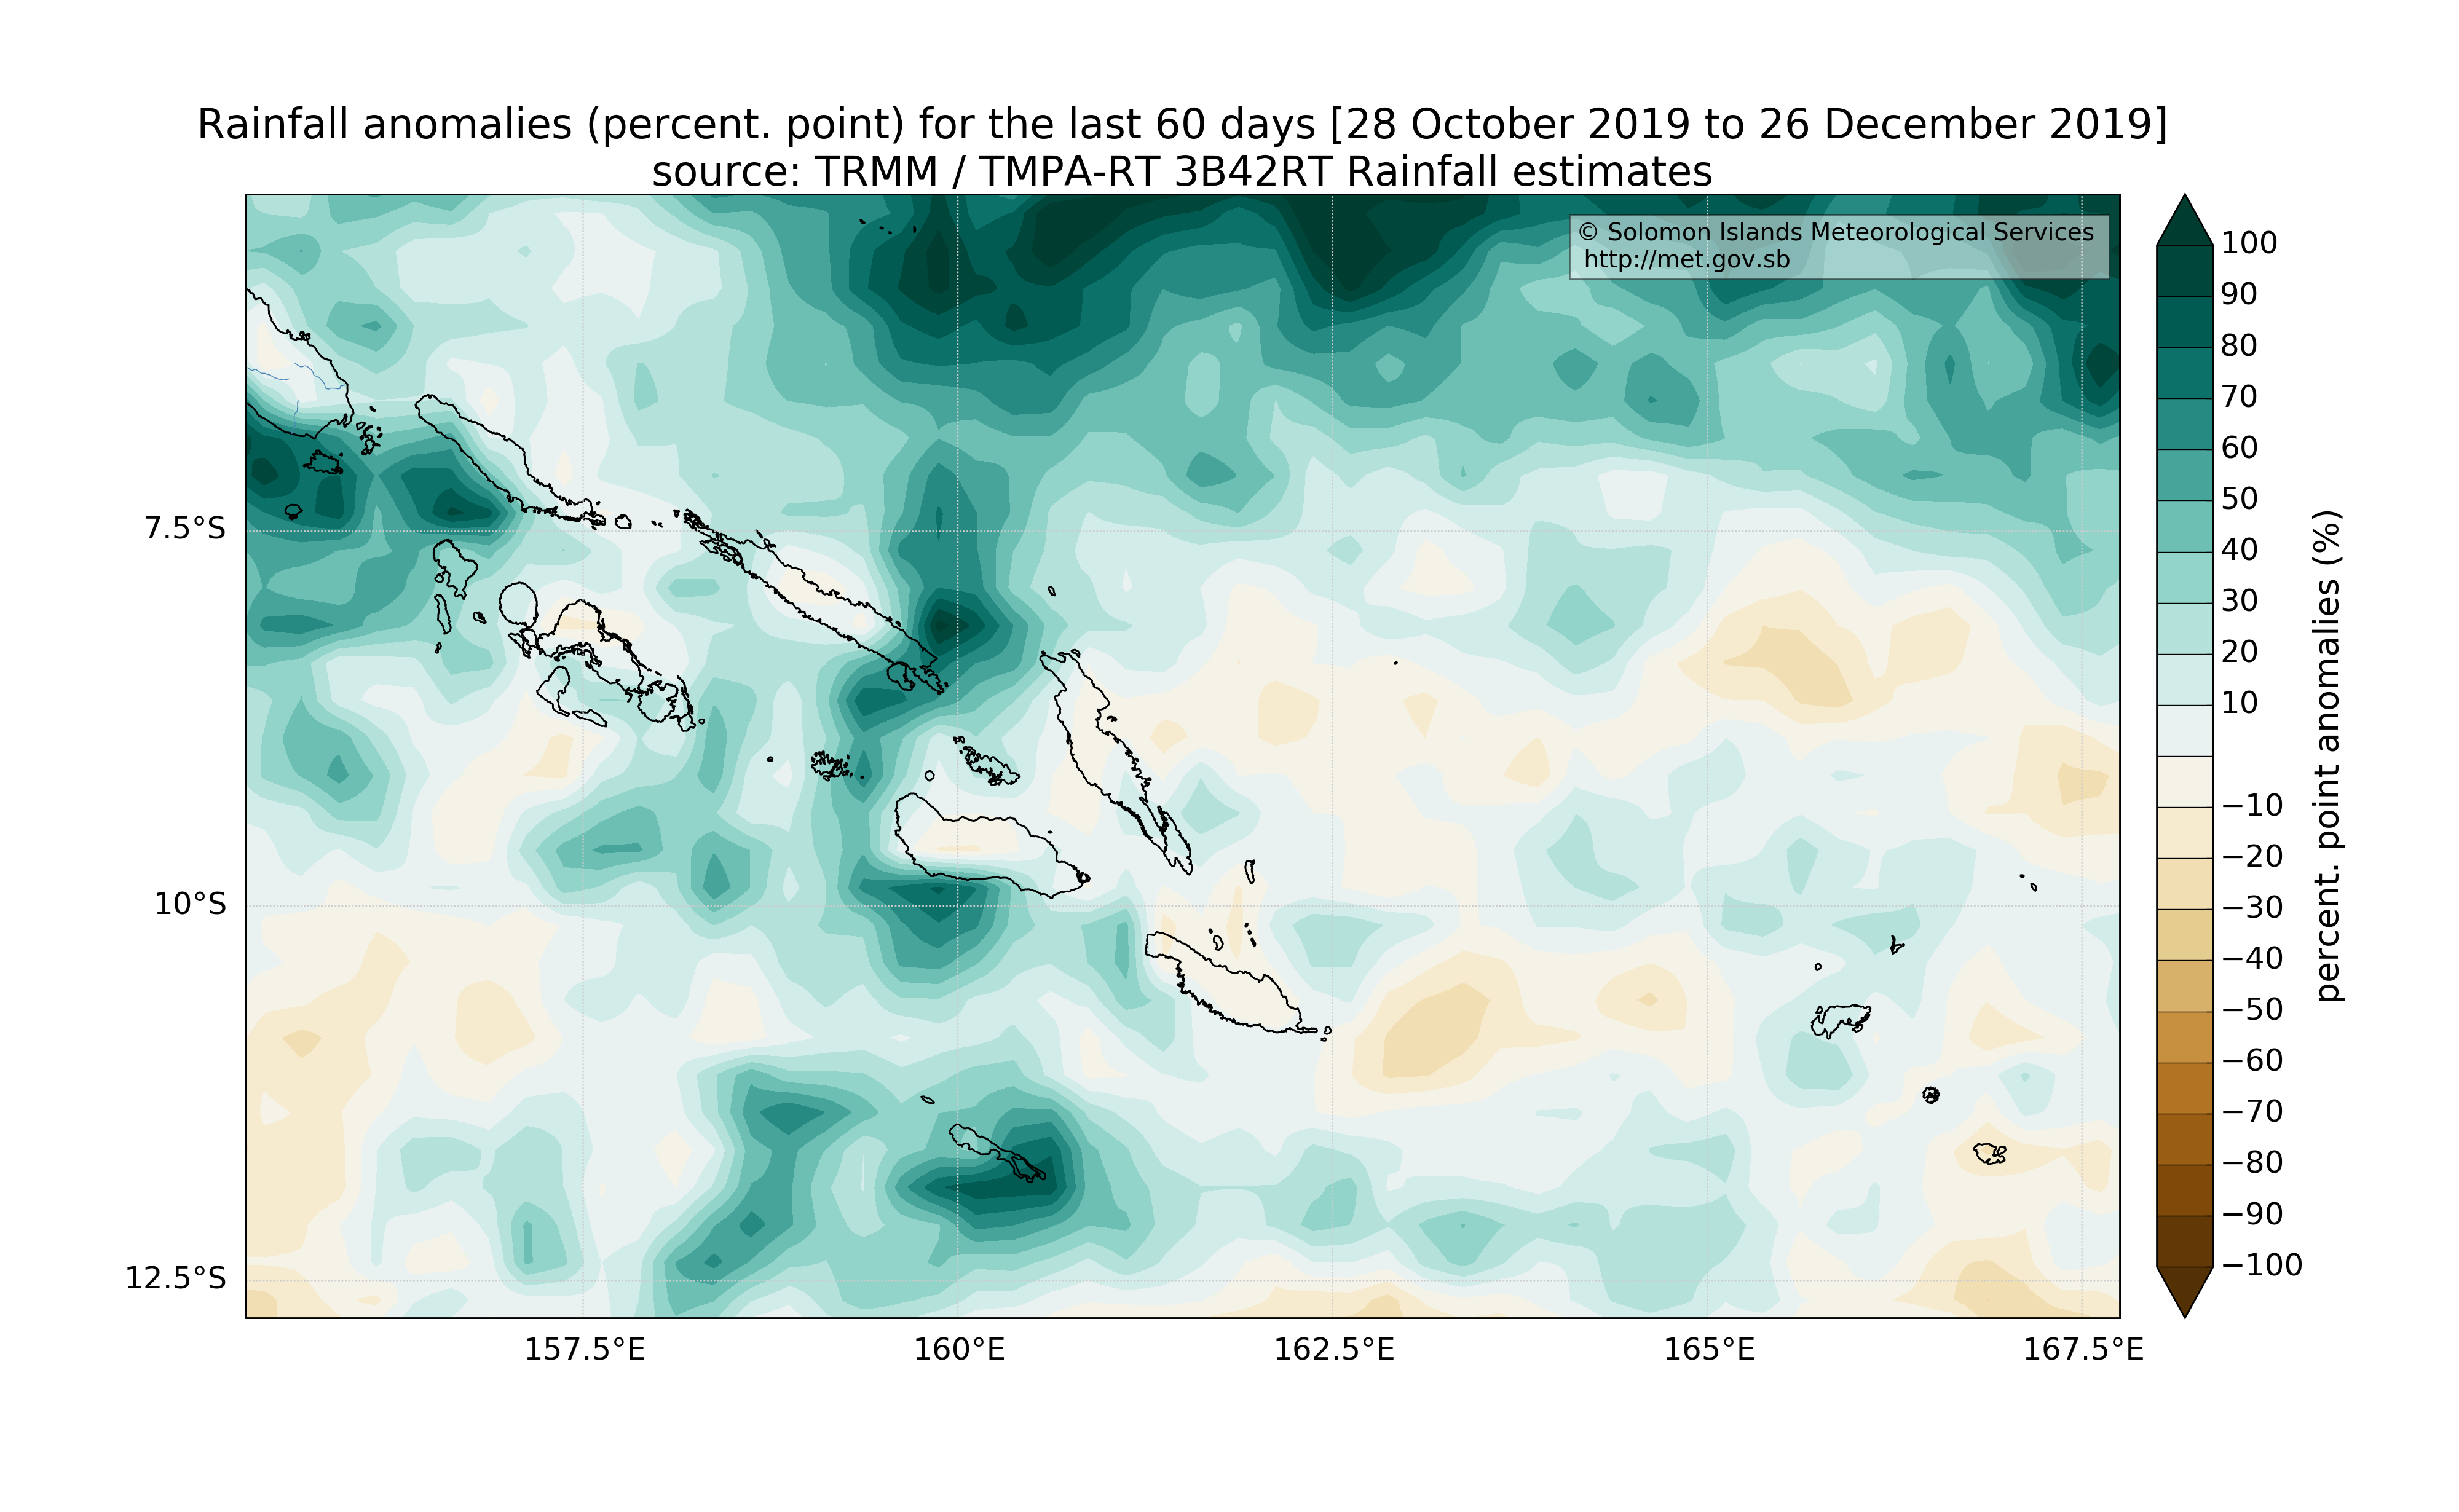 Rainfall anomalies (percent. point) for the last 60 days [28 October 2019 to 26 December 2019]
source: TRMM / TMPA-RT 3B42RT Rainfall estimates
© Solomon Islands Meteorological Services
http://met.gov.sb
7.5°S
10°S
12.5°S
157.5°E
160°E
162.5°E
165°E
167.5°E
100
90
80
70
60
50
40
30
20
10
−10
−20
−30
−40
−50
−60
−70
−80
−90
−100
percent. point anomalies (%)